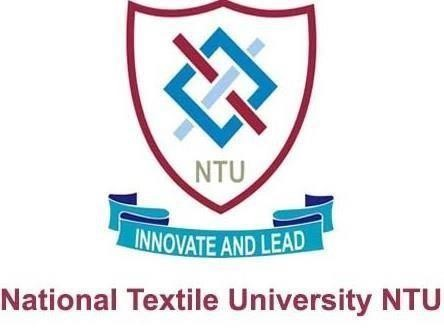 NTU
INNOVATE AND LEAD
National Textile University NTU